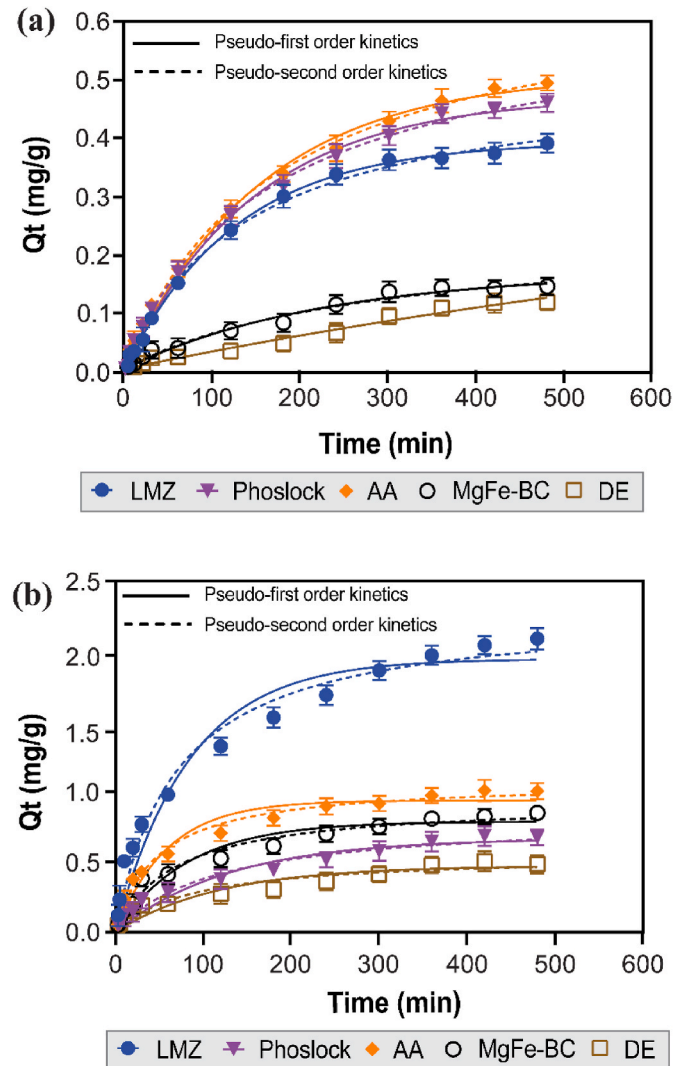 (a)
0.6
Pseudo-first order kinetics
Pseudo-second order kinetics
0.5
0.4
0.3
0.2
0.1
0.0
Qt (mg/g)
0 100 200 300 400 500 600
Time (min)
LMZ Phoslock AA MgFe-BC DE
(b)
2.5
Pseudo-first order kinetics
Pseudo-second order kinetics
2.0
1.5
1.0
0.5
0.0
Qt (mg/g)
0 100 200 300 400 500 600
Time (min)
LMZ Phoslock AA MgFe-BC DE